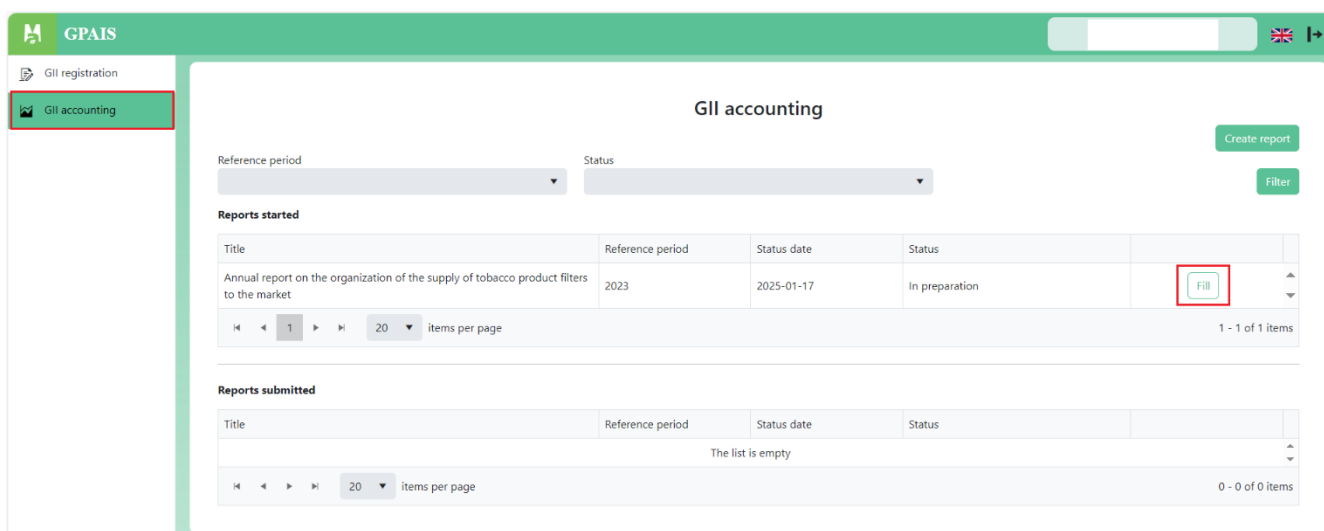 GPAIS
GII registration
GII accounting
GII accounting
Create report
Reference period Status
Filter
Reports started
Title Reference period Status date Status
Annual report on the organization of the supply of tobacco product filters
to the market 2023 2025-01-17 In preparation Fill
1 20 items per page 1 - 1 of 1 items
Reports submitted
Title Reference period Status date Status
The list is empty
20 items per page 0 - 0 of 0 items